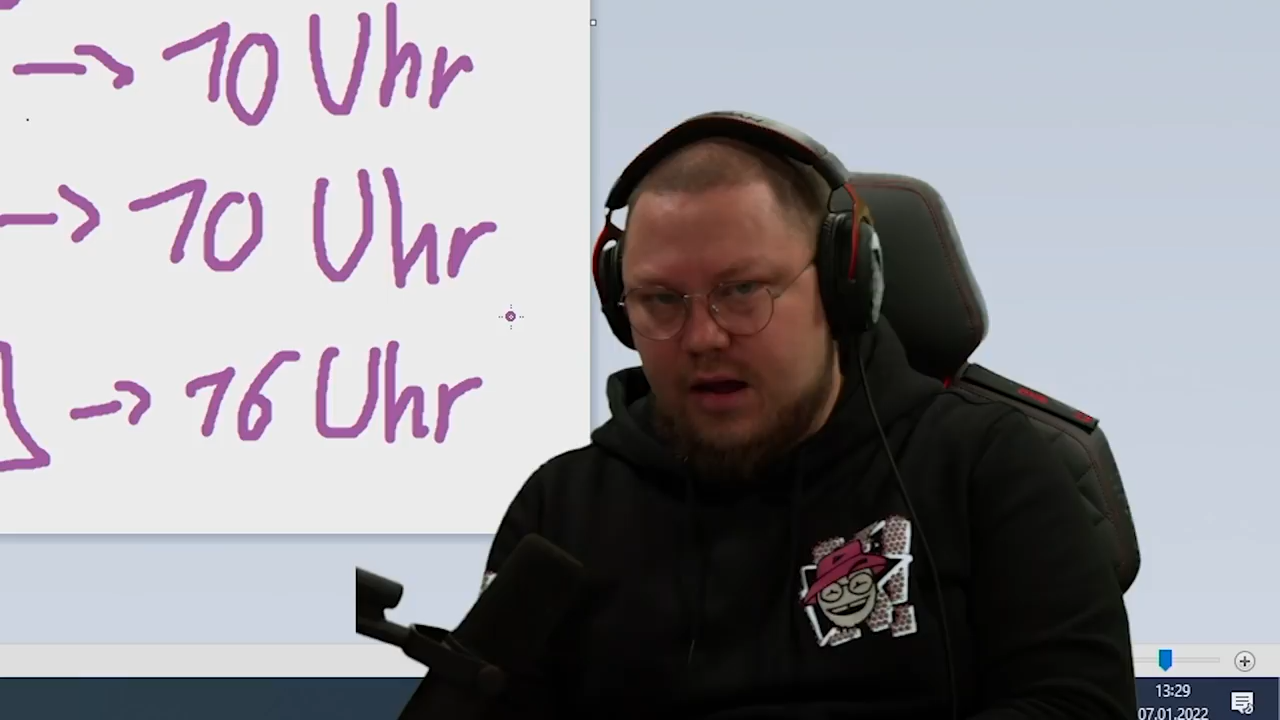 → 10 Uhr
→ 10 Uhr
→ 16 Uhr
13:29
07.01.2022